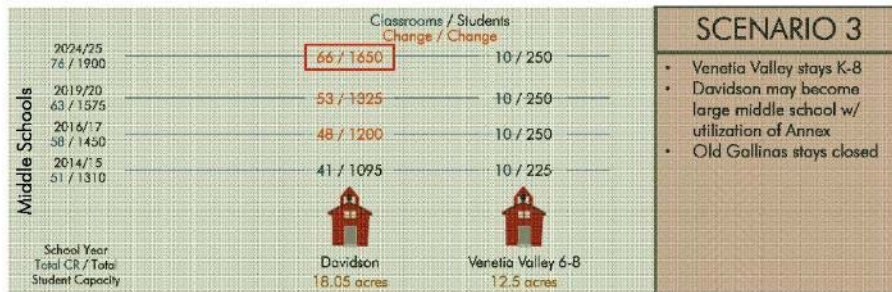 Classrooms / Students
Change / Change
Middle Schools
2024/25
76 / 1900
66 / 1650
10 / 250
2019/20
63 / 1575
53 / 1325
10 / 250
2016/17
58 / 1450
48 / 1200
10 / 250
2014/15
51 / 1310
41 / 1095
10 / 225
School Year
Total CR / Total
Student Capacity
Davidson
18.05 acres
Venetia Valley 6-8
12.5 acres
SCENARIO 3
• Venetia Valley stays K-8
• Davidson may become
large middle school w/
utilization of Annex
• Old Gallinas stays closed